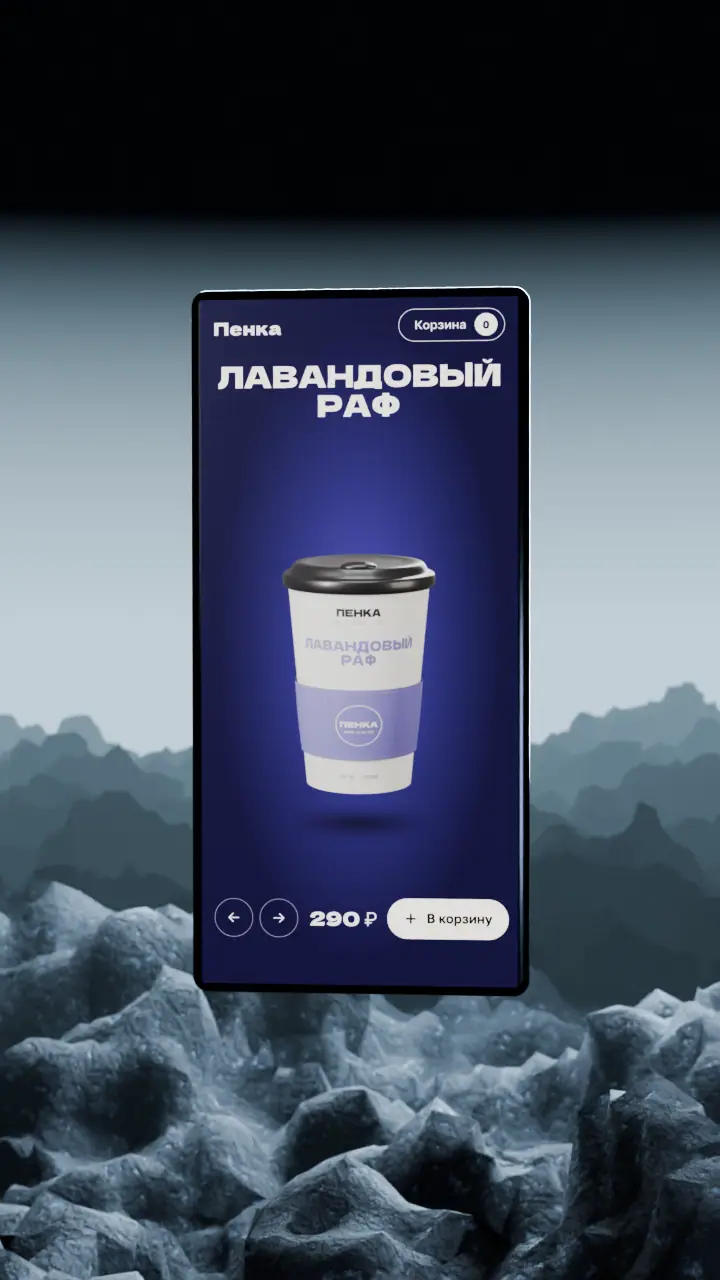 Пенка
Корзина 0
ЛАВАНДОВЫЙ
РАФ
ПЕНКА
ЛАВАНДОВЫЙ
РАФ
ПЕНКА
290 ₽
+ В корзину